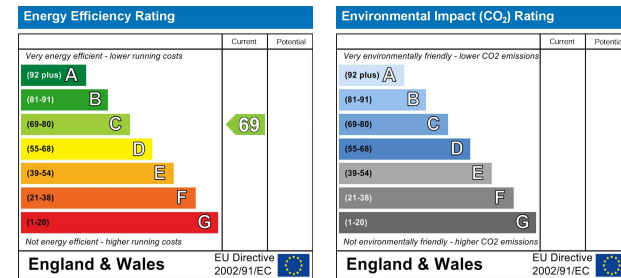 Energy Efficiency Rating
Current Potential
Very energy efficient - lower running costs
(92 plus) A
(81-91) B
(69-80) C 69
(55-68) D
(39-54) E
(21-38) F
(1-20) G
Not energy efficient - higher running costs
England & Wales
EU Directive
2002/91/EC
Environmental Impact (CO₂) Rating
Current Potentia
Very environmentally friendly - lower CO2 emissions
(92 plus) A
(81-91) B
(69-80) C
(55-68) D
(39-54) E
(21-38) F
(1-20) G
Not environmentally friendly - higher CO2 emissions
England & Wales
EU Directive
2002/91/EC